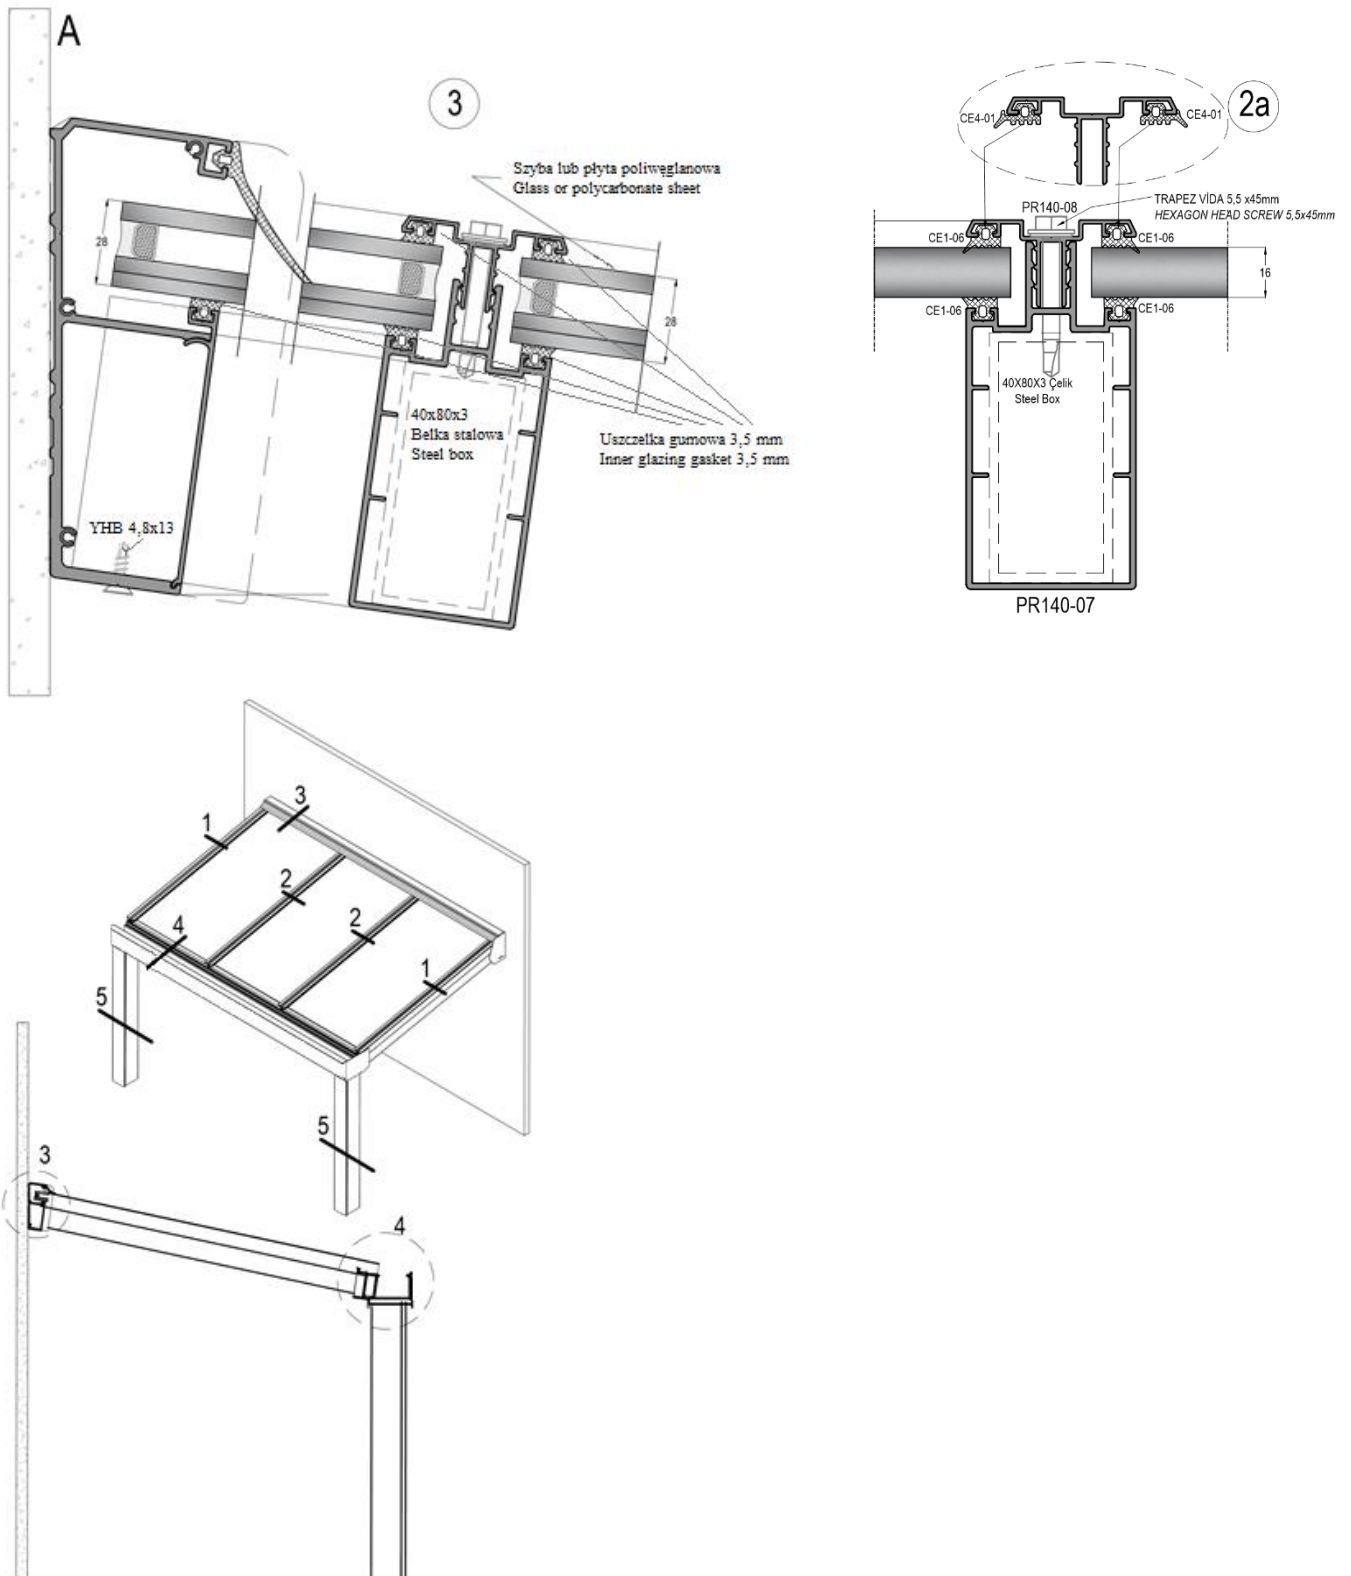 A
3
Szyba lub płyta poliwęglanowa
Glass or polycarbonate sheet
28
28
40x80x3
Belka stalowa
Steel box
Uszczelka gumowa 3,5 mm
Inner glazing gasket 3,5 mm
YHB 4,8x13
2a
CE4-01
CE4-01
PR140-08
TRAPEZ VİDA 5,5 x45mm
HEXAGON HEAD SCREW 5,5x45mm
CE1-06
CE1-06
16
CE1-06
CE1-06
40X80X3 Çelik
Steel Box
PR140-07
3
1
2
2
4
1
5
5
3
4